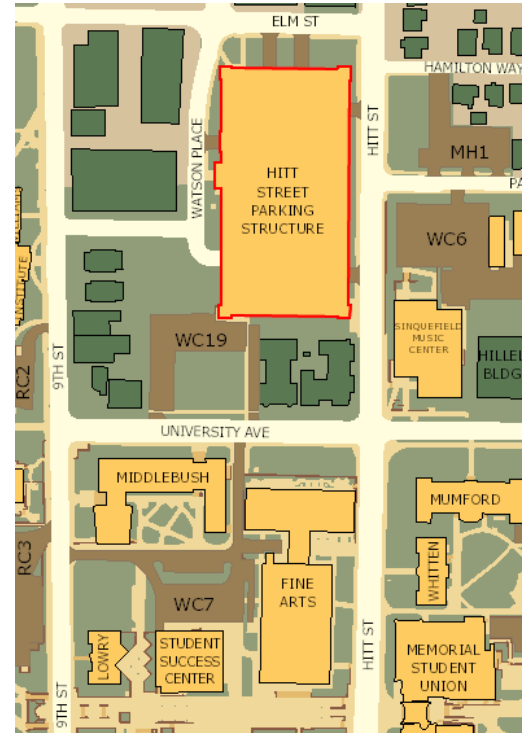 ELM ST
HAMILTON WAY
WATSON PLACE
HITT ST
MH1
HITT
STREET
PARKING
STRUCTURE
PA
WC6
INSTITUTE
SINQUEFIELD
MUSIC
CENTER
WC19
HILLEL
BLDG
RC2
9TH ST
UNIVERSITY AVE
MIDDLEBUSH
MUMFORD
RC3
WHITTEN
FINE
ARTS
WC7
LOWRY
STUDENT
SUCCESS
CENTER
HITT ST
MEMORIAL
STUDENT
UNION
9TH ST